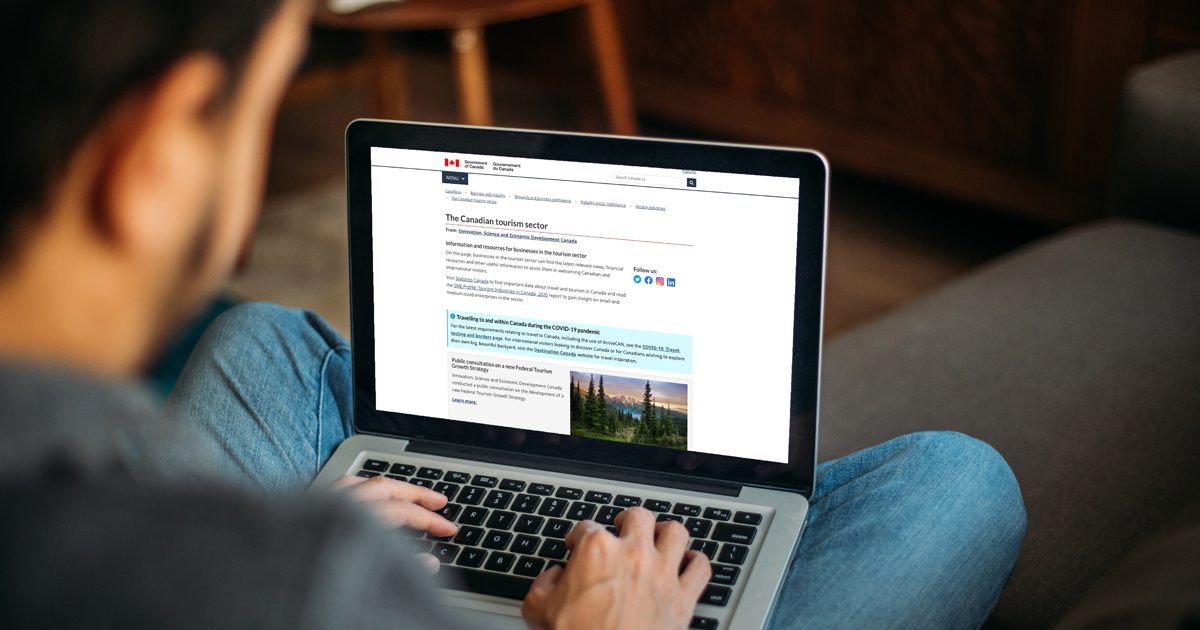 Government of Canada
Gouvernement du Canada
Français
MENU
Search Canada.ca
Canada.ca
Business and industry
Research and business intelligence
Industry sector intelligence
Service industries
The Canadian tourism sector
The Canadian tourism sector
From: Innovation, Science and Economic Development Canada
Information and resources for businesses in the tourism sector
On this page, businesses in the tourism sector can find the latest relevant news, financial
resources and other useful information to assist them in welcoming Canadian and
international visitors.
Visit Statistics Canada to find important data about travel and tourism in Canada and read
the SME Profile: Tourism Industries in Canada, 2020 report to gain insight on small and
medium-sized enterprises in the sector.
Follow us:
Travelling to and within Canada during the COVID-19 pandemic
For the latest requirements relating to travel to Canada, including the use of ArriveCAN, see the COVID-19: Travel,
testing and borders page. For international visitors looking to discover Canada or for Canadians wishing to explore
their own big, beautiful backyard, visit the Destination Canada website for travel inspiration.
Public consultation on a new Federal Tourism
Growth Strategy
Innovation, Science and Economic Development Canada
conducted a public consultation on the development of a
new Federal Tourism Growth Strategy.
Learn more.
delete
return
shift